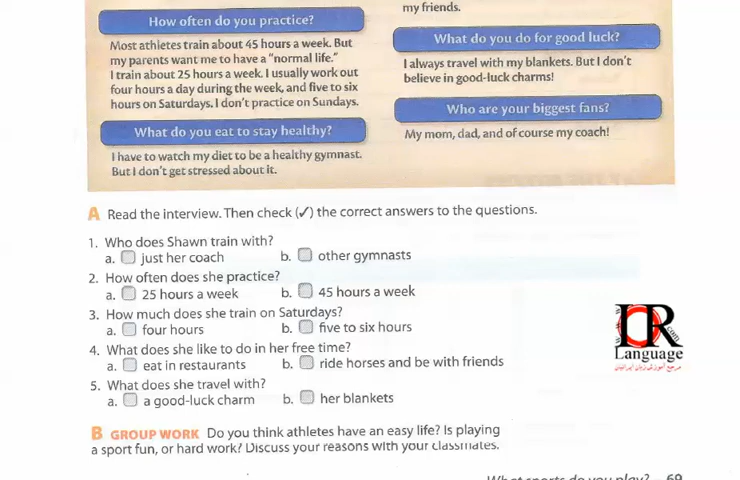 How often do you practice?
Most athletes train about 45 hours a week. But
my parents want me to have a "normal life."
I train about 25 hours a week. I usually work out
four hours a day during the week, and five to six
hours on Saturdays. I don't practice on Sundays.
What do you eat to stay healthy?
I have to watch my diet to be a healthy gymnast.
But I don't get stressed about it.
my friends.
What do you do for good luck?
I always travel with my blankets. But I don't
believe in good-luck charms!
Who are your biggest fans?
My mom, dad, and of course my coach!
A Read the interview. Then check (✓) the correct answers to the questions.
1. Who does Shawn train with?
a. just her coach b. other gymnasts
2. How often does she practice?
a. 25 hours a week b. 45 hours a week
3. How much does she train on Saturdays?
a. four hours b. five to six hours
4. What does she like to do in her free time?
a. eat in restaurants b. ride horses and be with friends
5. What does she travel with?
a. a good-luck charm b. her blankets
B GROUP WORK Do you think athletes have an easy life? Is playing
a sport fun, or hard work? Discuss your reasons with your classmates.
What sports do you play? 69
IR
.com
Language